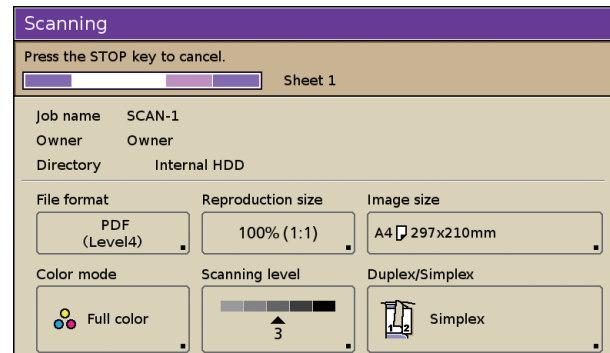 Scanning
Press the STOP key to cancel.
Sheet 1
Job name SCAN-1
Owner Owner
Directory Internal HDD
File format Reproduction size Image size
PDF
(Level4)
100% (1:1)
A4 297x210mm
Color mode Scanning level Duplex/Simplex
Full color
3
1 2
Simplex